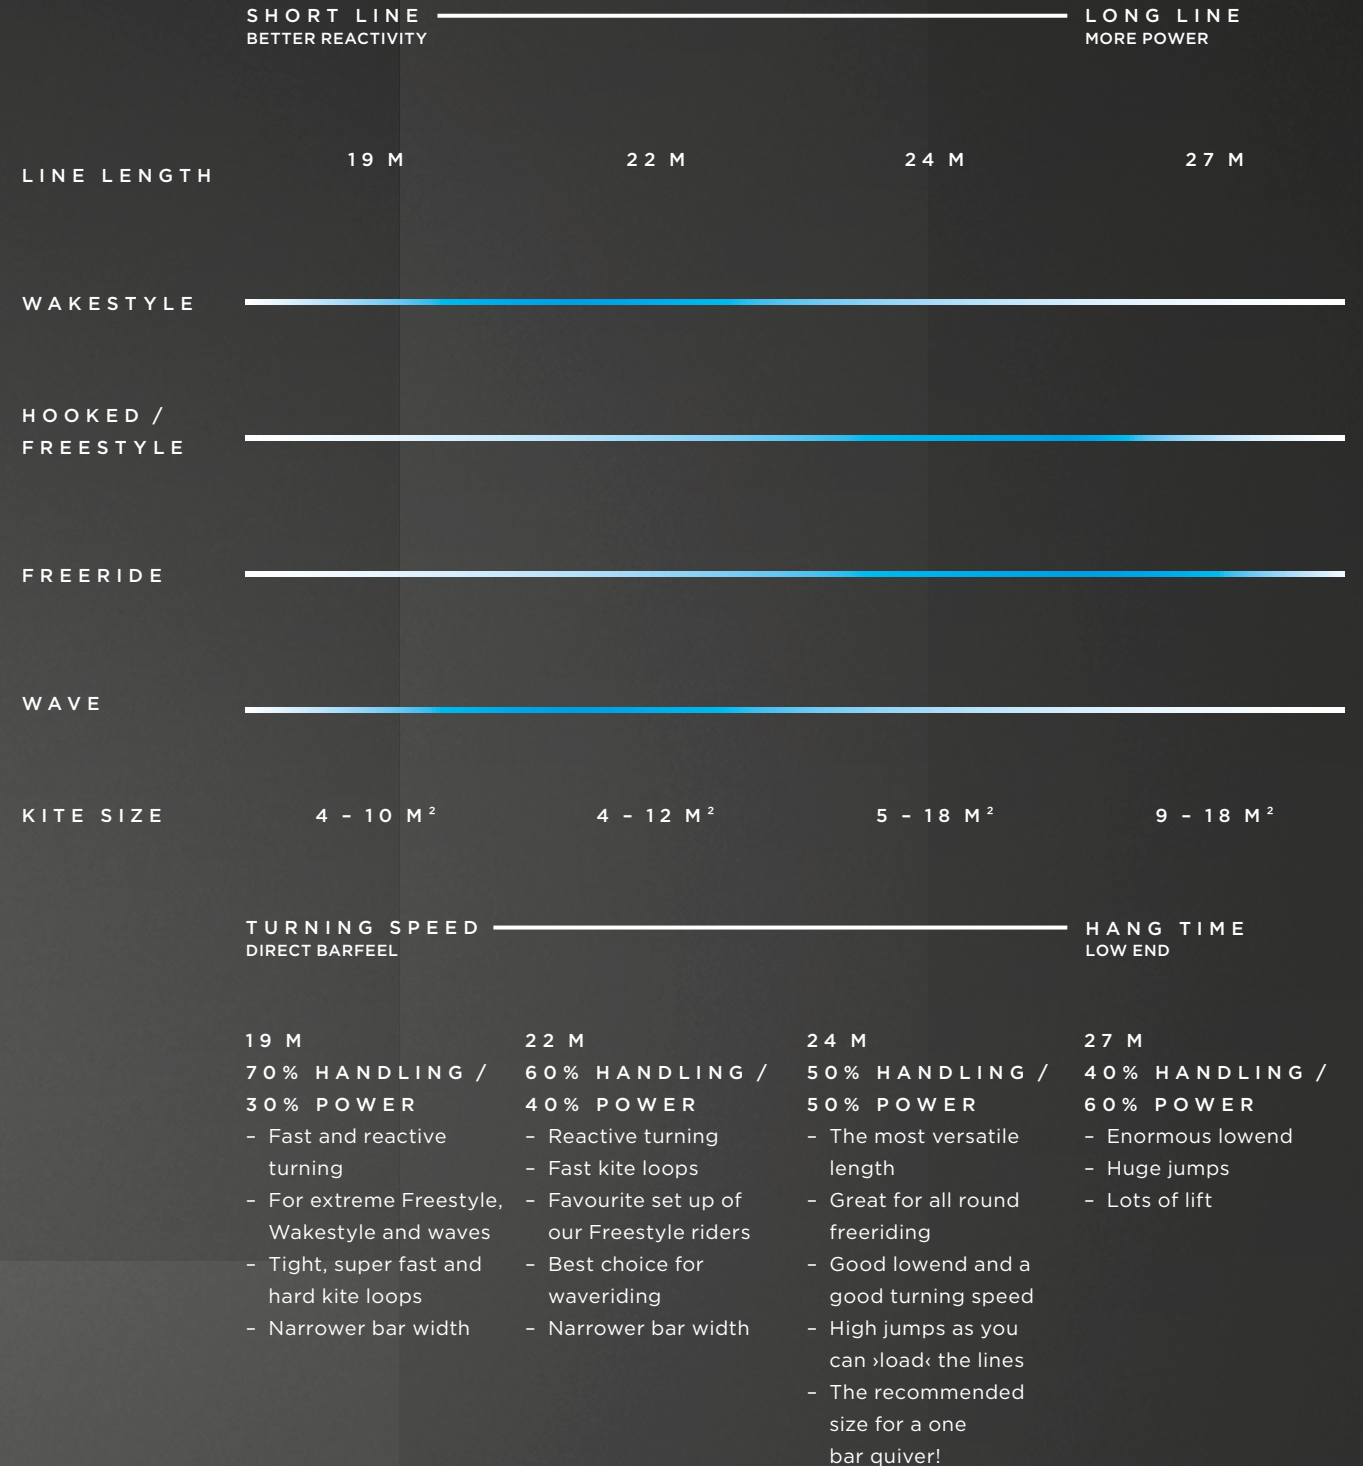 SHORT LINE
BETTER REACTIVITY
LONG LINE
MORE POWER
LINE LENGTH
19 M
22 M
24 M
27 M
WAKESTYLE
HOOKED /
FREESTYLE
FREERIDE
WAVE
KITE SIZE
4 – 10 M²
4 – 12 M²
5 – 18 M²
9 – 18 M²
TURNING SPEED
DIRECT BARFEEL
HANG TIME
LOW END
19 M
70% HANDLING /
30% POWER
– Fast and reactive
turning
– For extreme Freestyle,
Wakestyle and waves
– Tight, super fast and
hard kite loops
– Narrower bar width
22 M
60% HANDLING /
40% POWER
– Reactive turning
– Fast kite loops
– Favourite set up of
our Freestyle riders
– Best choice for
waveriding
– Narrower bar width
24 M
50% HANDLING /
50% POWER
– The most versatile
length
– Great for all round
freeriding
– Good lowend and a
good turning speed
– High jumps as you
can ›load‹ the lines
– The recommended
size for a one
bar quiver!
27 M
40% HANDLING /
60% POWER
– Enormous lowend
– Huge jumps
– Lots of lift